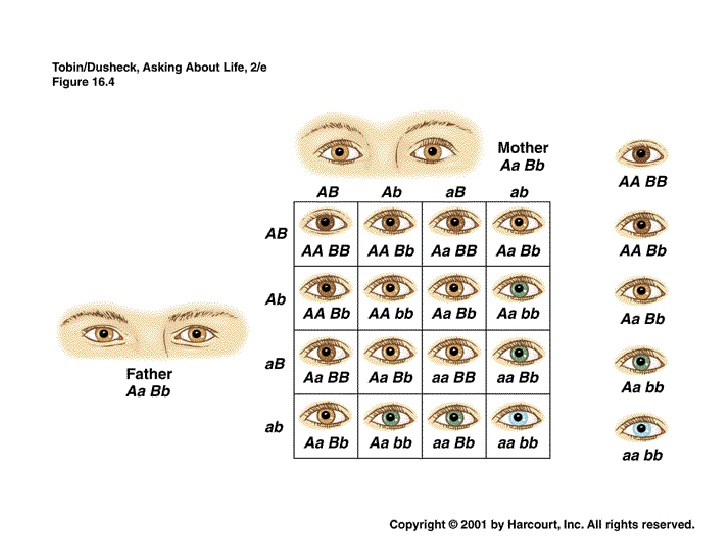 Tobin/Dusheck, Asking About Life, 2/e
Figure 16.4
Mother
Aa Bb
AB Ab aB ab
AB
AA BB AA Bb Aa BB Aa Bb
Ab
AA Bb AA bb Aa Bb Aa bb
aB
Aa BB Aa Bb aa BB aa Bb
ab
Aa Bb Aa bb aa Bb aa bb
Father
Aa Bb
AA BB
AA Bb
Aa Bb
Aa bb
aa bb
Copyright © 2001 by Harcourt, Inc. All rights reserved.